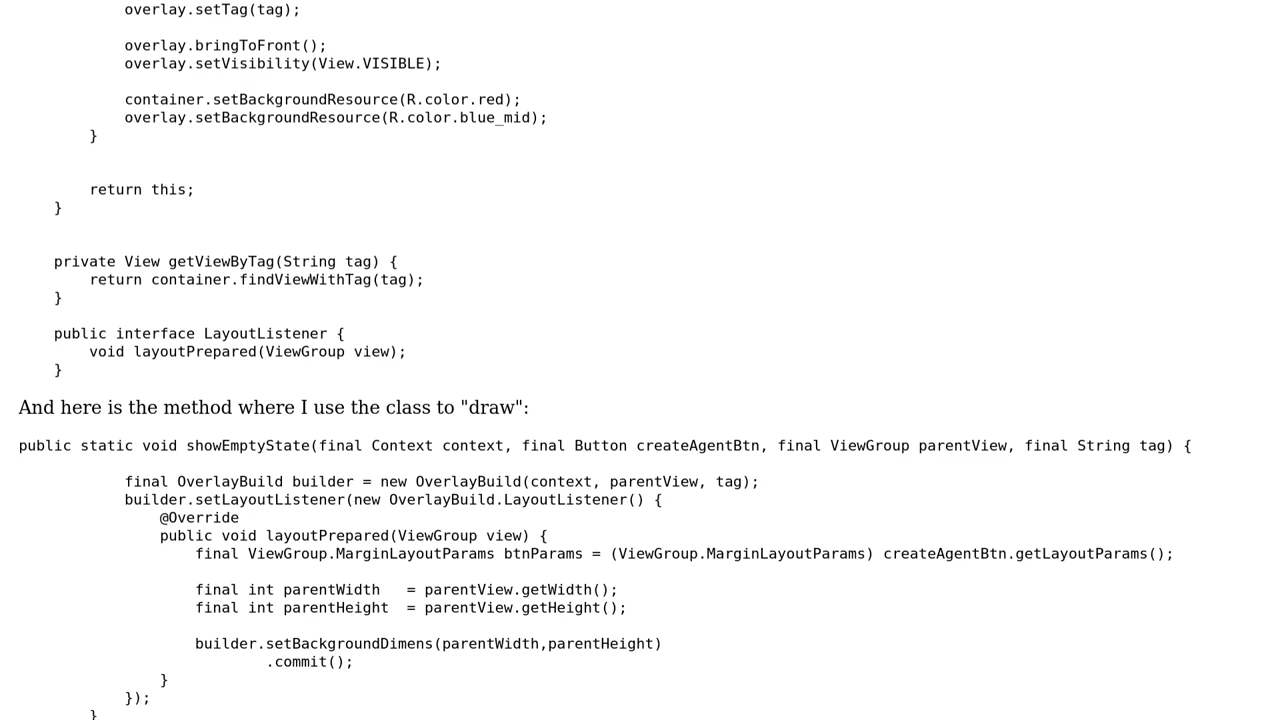 overlay.setTag(tag);
overlay.bringToFront();
overlay.setVisibility(View.VISIBLE);
container.setBackgroundResource(R.color.red);
overlay.setBackgroundResource(R.color.blue_mid);
}
return this;
}
private View getViewByTag(String tag) {
return container.findViewWithTag(tag);
}
public interface LayoutListener {
void layoutPrepared(ViewGroup view);
}
And here is the method where I use the class to "draw":
public static void showEmptyState(final Context context, final Button createAgentBtn, final ViewGroup parentView, final String tag) {
final OverlayBuild builder = new OverlayBuild(context, parentView, tag);
builder.setLayoutListener(new OverlayBuild.LayoutListener() {
@Override
public void layoutPrepared(ViewGroup view) {
final ViewGroup.MarginLayoutParams btnParams = (ViewGroup.MarginLayoutParams) createAgentBtn.getLayoutParams();
final int parentWidth   = parentView.getWidth();
final int parentHeight  = parentView.getHeight();
builder.setBackgroundDimens(parentWidth,parentHeight)
.commit();
}
});
}